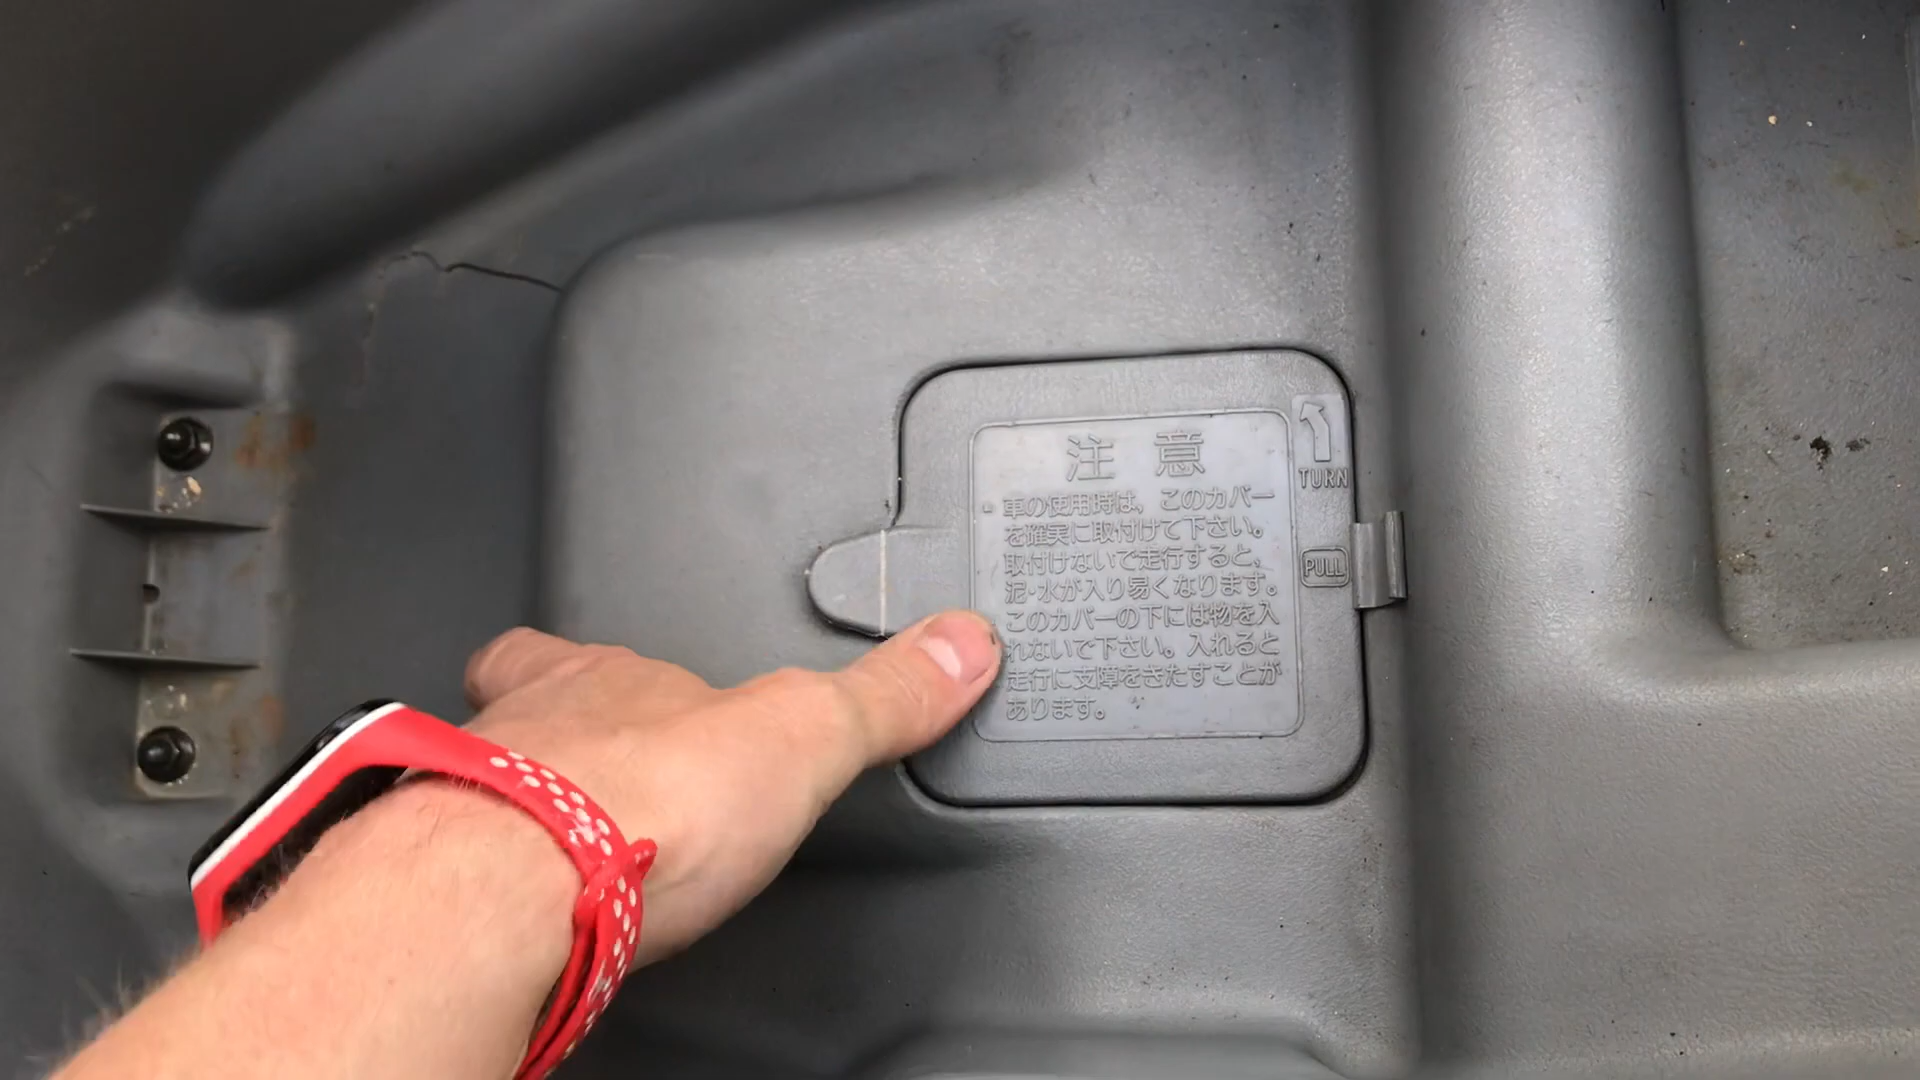 注意
・車の使用時は、このカバー
を確実に取付けて下さい。
取付けないで走行すると、
泥・水が入り易くなります。
このカバーの下には物を入
れないで下さい。入れると
走行に支障をきたすことが
あります。
TURN
PULL